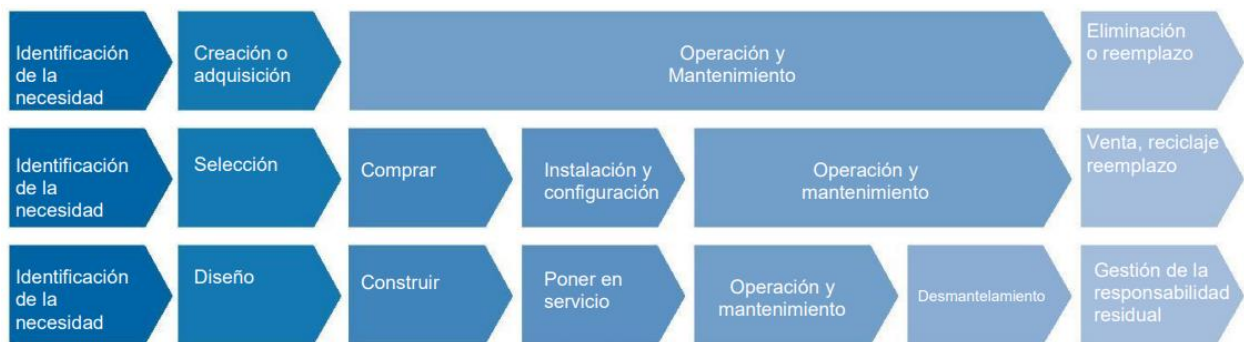 Identificación
de la
necesidad
Creación o
adquisición
Operación y
Mantenimiento
Eliminación
o reemplazo
Identificación
de la
necesidad
Selección
Comprar
Instalación y
configuración
Operación y
mantenimiento
Venta, reciclaje
reemplazo
Identificación
de la
necesidad
Diseño
Construir
Poner en
servicio
Operación y
mantenimiento
Desmantelamiento
Gestión de la
responsabilidad
residual